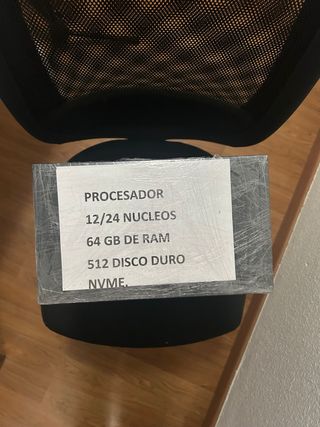 PROCESADOR
12/24 NUCLEOS
64 GB DE RAM
512 DISCO DURO
NVME.